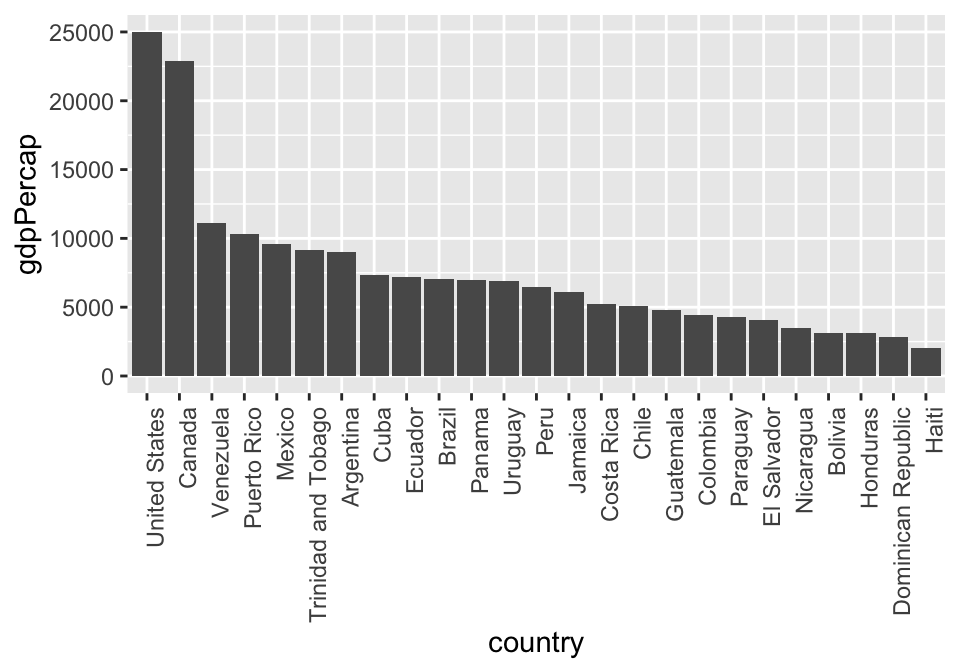 gdpPercap
25000
20000
15000
10000
5000
0
United States
Canada
Venezuela
Puerto Rico
Mexico
Trinidad and Tobago
Argentina
Cuba
Ecuador
Brazil
Panama
Uruguay
Peru
Jamaica
Costa Rica
Chile
Guatemala
Colombia
Paraguay
El Salvador
Nicaragua
Bolivia
Honduras
Dominican Republic
Haiti
country